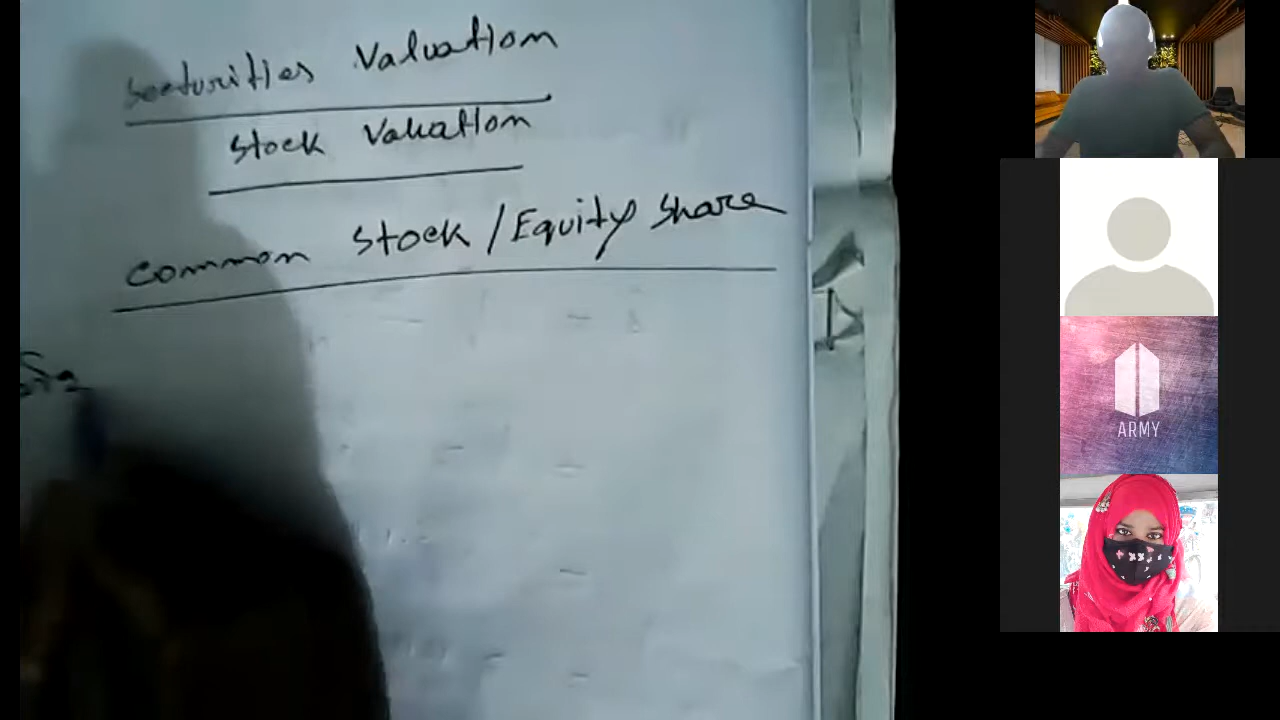 Securities Valuation
Stock Valuation
Common Stock / Equity Share
ARMY